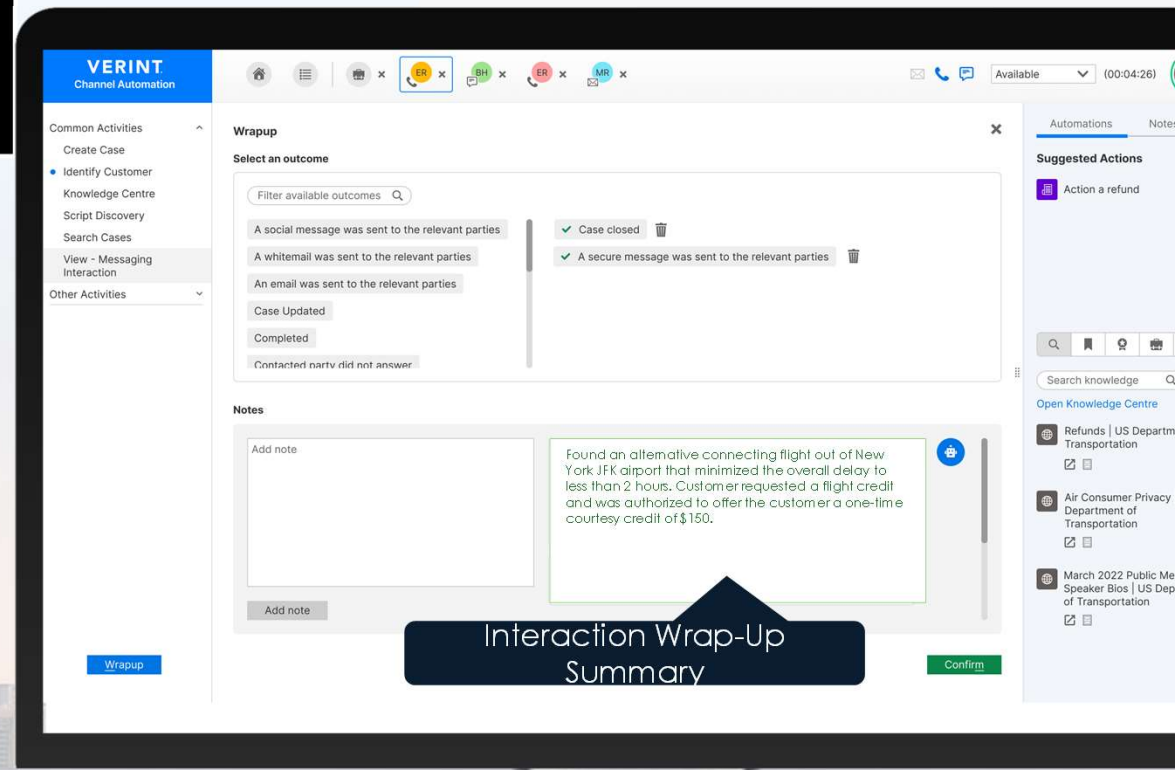 VERINT
Channel Automation
ER
BH
ER
MR
Available
(00:04:26)
Common Activities
Create Case
Identify Customer
Knowledge Centre
Script Discovery
Search Cases
View - Messaging
Interaction
Other Activities
Wrapup
Wrapup
Select an outcome
Filter available outcomes
A social message was sent to the relevant parties
A whitemail was sent to the relevant parties
An email was sent to the relevant parties
Case Updated
Completed
Contacted party did not answer
Case closed
A secure message was sent to the relevant parties
Notes
Add note
Found an alternative connecting flight out of New
York JFK airport that minimized the overall delay to
less than 2 hours. Customer requested a flight credit
and was authorized to offer the customer a one-time
courtesy credit of $150.
Add note
Interaction Wrap-Up
Summary
Confirm
Automations
Notes
Suggested Actions
Action a refund
Search knowledge
Open Knowledge Centre
Refunds | US Departm
Transportation
Air Consumer Privacy
Department of
Transportation
March 2022 Public Me
Speaker Bios | US Dep
of Transportation